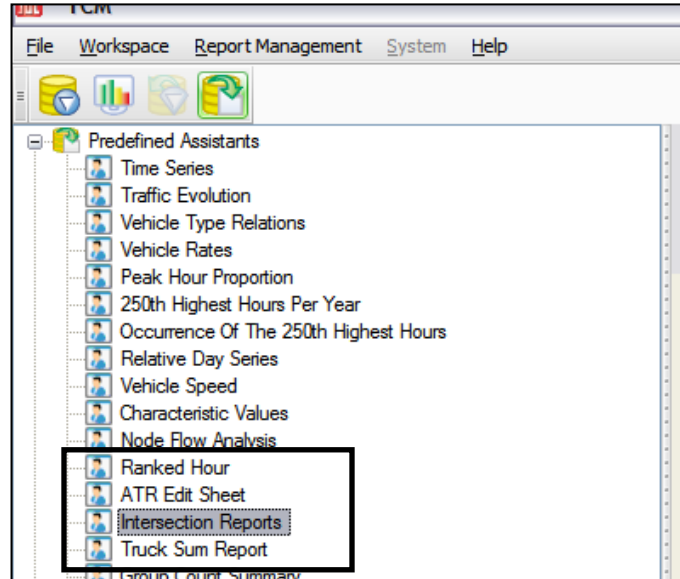 TCM
File Workspace Report Management System Help
Predefined Assistants
Time Series
Traffic Evolution
Vehicle Type Relations
Vehicle Rates
Peak Hour Proportion
250th Highest Hours Per Year
Occurrence Of The 250th Highest Hours
Relative Day Series
Vehicle Speed
Characteristic Values
Node Flow Analysis
Ranked Hour
ATR Edit Sheet
Intersection Reports
Truck Sum Report
Group Count Summary